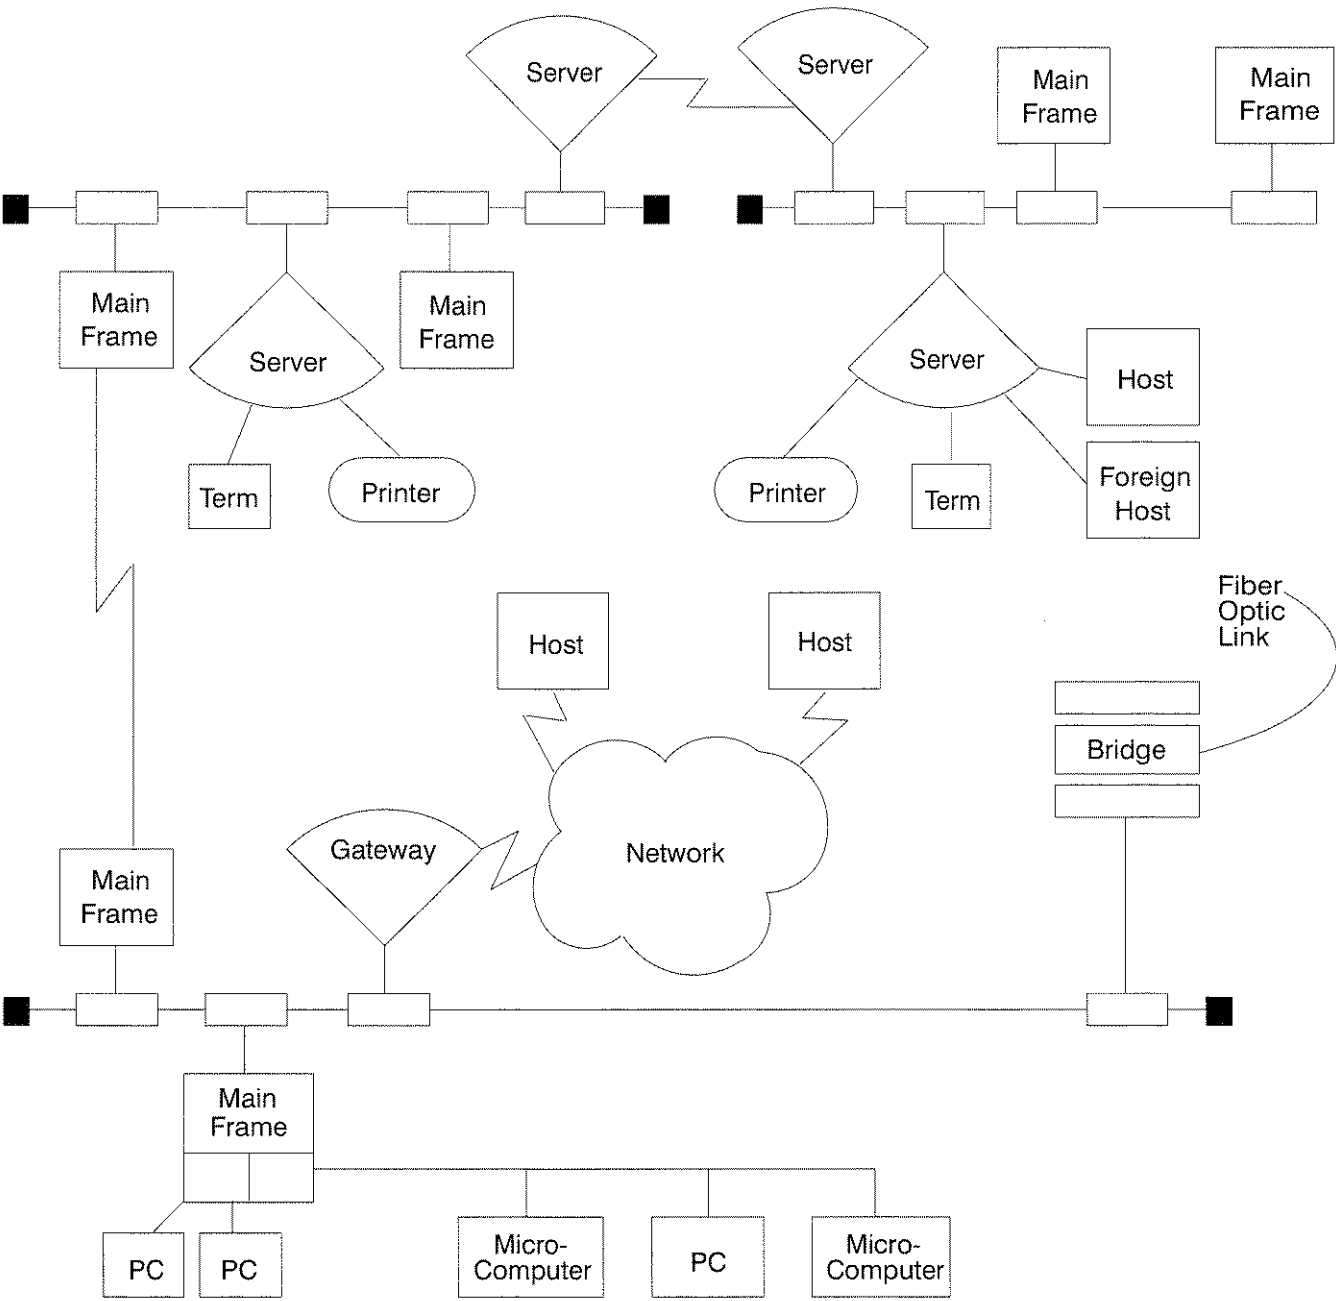 Server
Server
Main
Frame
Main
Frame
Main
Frame
Server
Main
Frame
Server
Host
Term
Printer
Printer
Term
Foreign
Host
Fiber
Optic
Link
Host
Host
Bridge
Gateway
Network
Main
Frame
Main
Frame
PC
PC
Micro-
Computer
PC
Micro-
Computer